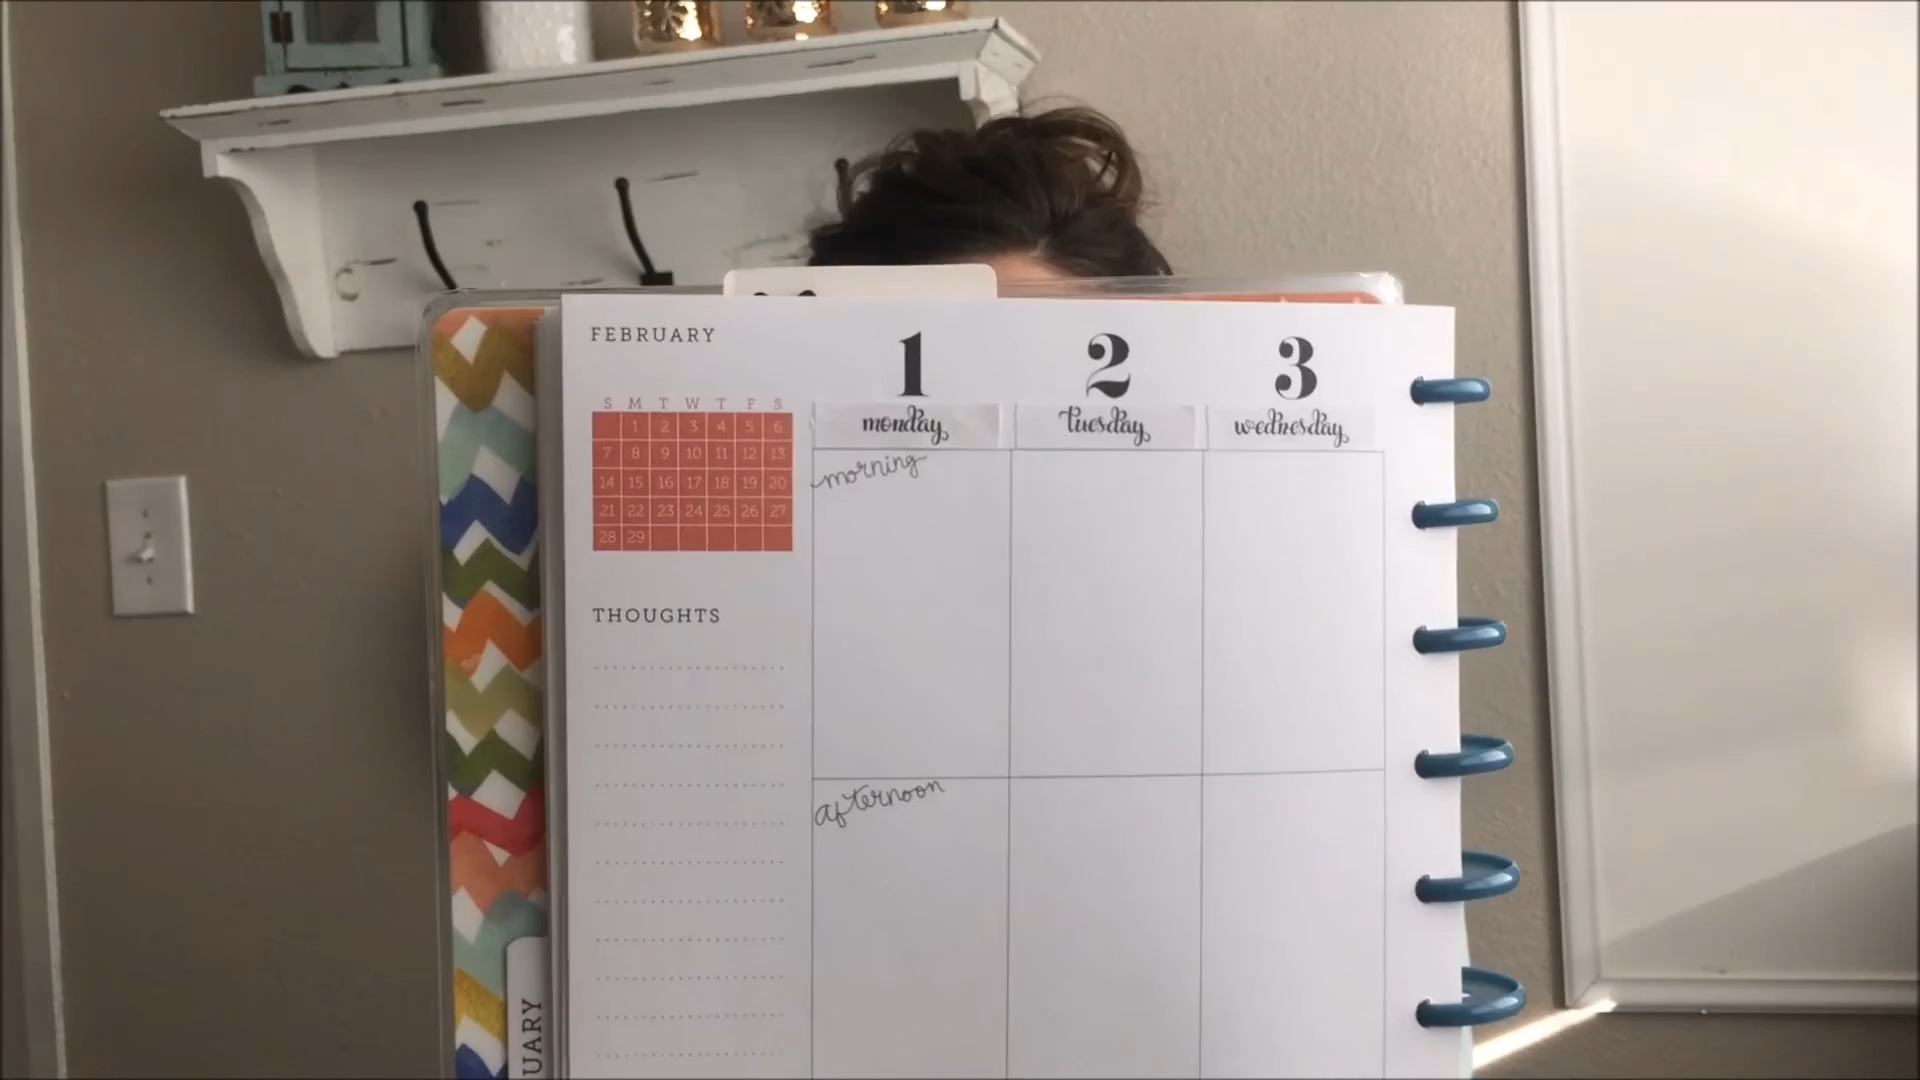 FEBRUARY
S M T W T F S
1 2 3 4 5 6
7 8 9 10 11 12 13
14 15 16 17 18 19 20
21 22 23 24 25 26 27
28 29
THOUGHTS
1 2 3
monday tuesday wednesday
morning
afternoon
UARY